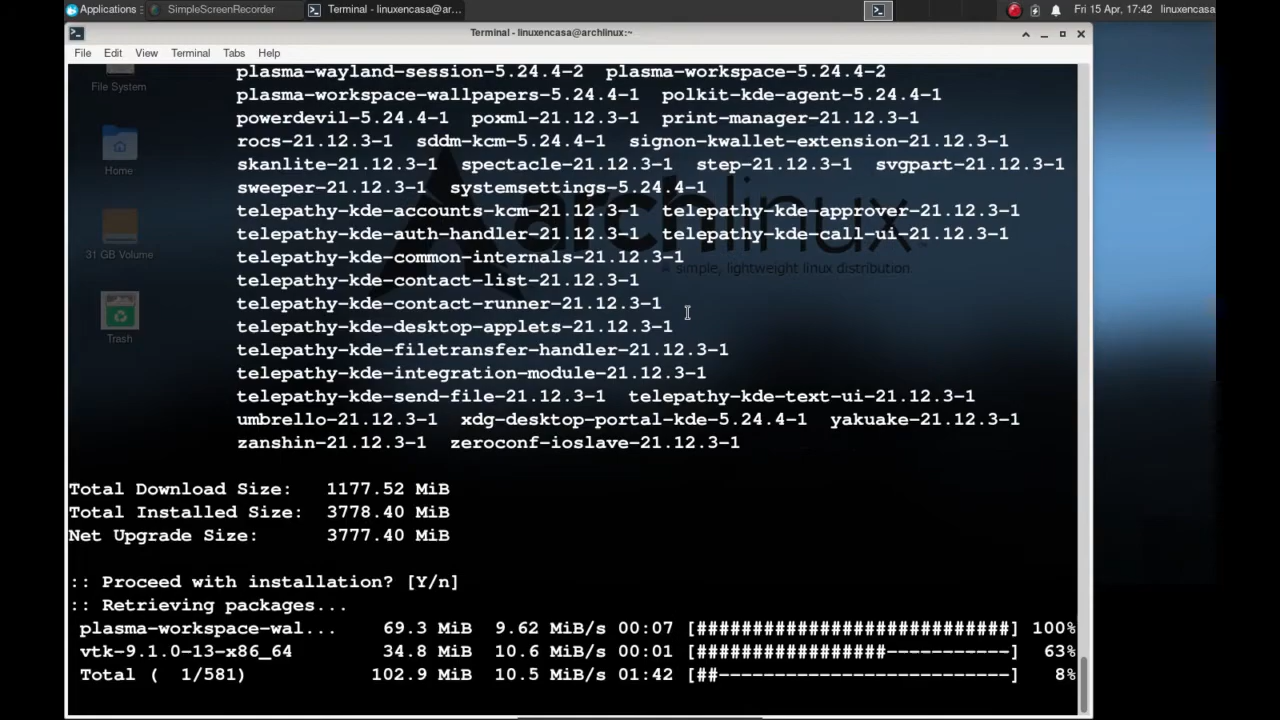 Applications
SimpleScreenRecorder
Terminal - linuxencasa@ar...
Fri 15 Apr, 17:42
linuxencasa
Terminal - linuxencasa@archlinux:~
File Edit View Terminal Tabs Help
File System
Home
31 GB Volume
Trash
plasma-wayland-session-5.24.4-2 plasma-workspace-5.24.4-2
plasma-workspace-wallpapers-5.24.4-1 polkit-kde-agent-5.24.4-1
powerdevil-5.24.4-1 poxml-21.12.3-1 print-manager-21.12.3-1
rocs-21.12.3-1 sddm-kcm-5.24.4-1 signon-kwallet-extension-21.12.3-1
skanlite-21.12.3-1 spectacle-21.12.3-1 step-21.12.3-1 svgpart-21.12.3-1
sweeper-21.12.3-1 systemsettings-5.24.4-1
telepathy-kde-accounts-kcm-21.12.3-1 telepathy-kde-approver-21.12.3-1
telepathy-kde-auth-handler-21.12.3-1 telepathy-kde-call-ui-21.12.3-1
telepathy-kde-common-internals-21.12.3-1
telepathy-kde-contact-list-21.12.3-1
telepathy-kde-contact-runner-21.12.3-1
telepathy-kde-desktop-applets-21.12.3-1
telepathy-kde-filetransfer-handler-21.12.3-1
telepathy-kde-integration-module-21.12.3-1
telepathy-kde-send-file-21.12.3-1 telepathy-kde-text-ui-21.12.3-1
umbrello-21.12.3-1 xdg-desktop-portal-kde-5.24.4-1 yakuake-21.12.3-1
zanshin-21.12.3-1 zeroconf-ioslave-21.12.3-1
arch linux
A simple, lightweight linux distribution.
Total Download Size: 1177.52 MiB
Total Installed Size: 3778.40 MiB
Net Upgrade Size: 3777.40 MiB
:: Proceed with installation? [Y/n]
:: Retrieving packages...
plasma-workspace-wal... 69.3 MiB 9.62 MiB/s 00:07 [############################] 100%
vtk-9.1.0-13-x86_64 34.8 MiB 10.6 MiB/s 00:01 [#################-----------] 63%
Total ( 1/581) 102.9 MiB 10.5 MiB/s 01:42 [##--------------------------] 8%